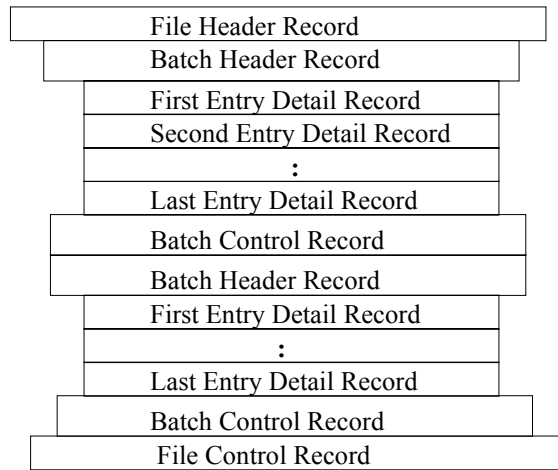 File Header Record
Batch Header Record
First Entry Detail Record
Second Entry Detail Record
:
Last Entry Detail Record
Batch Control Record
Batch Header Record
First Entry Detail Record
:
Last Entry Detail Record
Batch Control Record
File Control Record